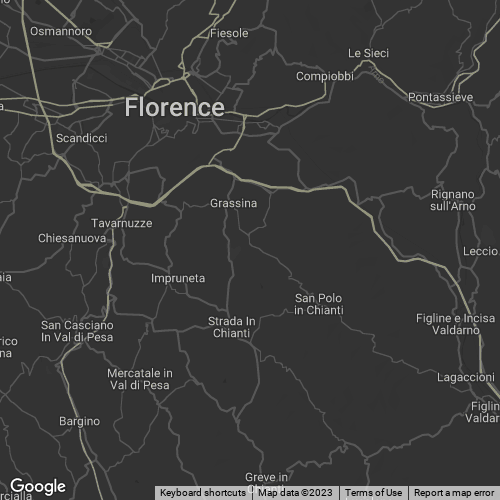 Osmannoro
Fiesole
Le Sieci
Compiobbi
Pontassieve
Florence
Scandicci
Rignano
sull'Arno
Grassina
Tavarnuzze
Chiesanuova
Leccio
Impruneta
San Polo
in Chianti
San Casciano
In Val di Pesa
Strada In
Chianti
Figline e Incisa
Valdarno
Mercatale in
Val di Pesa
Lagaccioni
Figlin
Valdar
Bargino
Greve in
Google
Keyboard shortcuts
Map data ©2023
Terms of Use
Report a map error